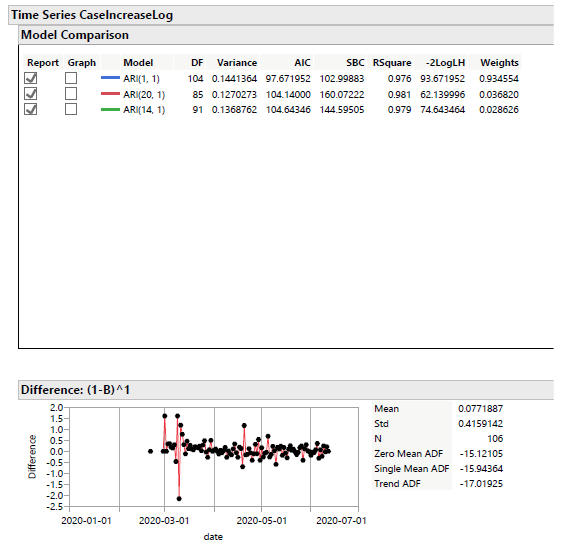 Time Series CaseIncreaseLog
Model Comparison
Report Graph Model DF Variance AIC SBC RSquare -2LogLH Weights
ARI(1, 1) 104 0.1441364 97.671952 102.99883 0.976 93.671952 0.934554
ARI(20, 1) 85 0.1270273 104.14000 160.07222 0.981 62.139996 0.036820
ARI(14, 1) 91 0.1368762 104.64346 144.59505 0.979 74.643464 0.028626
Difference: (1-B)^1
Difference
2.0
1.5
1.0
0.5
0.0
-0.5
-1.0
-1.5
-2.0
-2.5
2020-01-01 2020-03-01 2020-05-01 2020-07-01
date
Mean 0.0771887
Std 0.4159142
N 106
Zero Mean ADF -15.12105
Single Mean ADF -15.94364
Trend ADF -17.01925